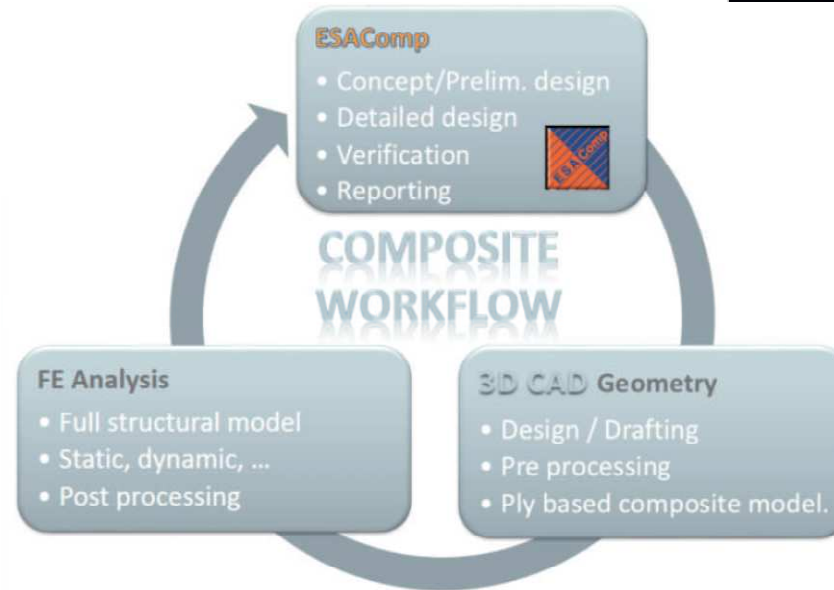 ESAComp
• Concept/Prelim. design
• Detailed design
• Verification
• Reporting
ESAComp
COMPOSITE
WORKFLOW
FE Analysis
• Full structural model
• Static, dynamic, ...
• Post processing
3D CAD Geometry
• Design / Drafting
• Pre processing
• Ply based composite model.